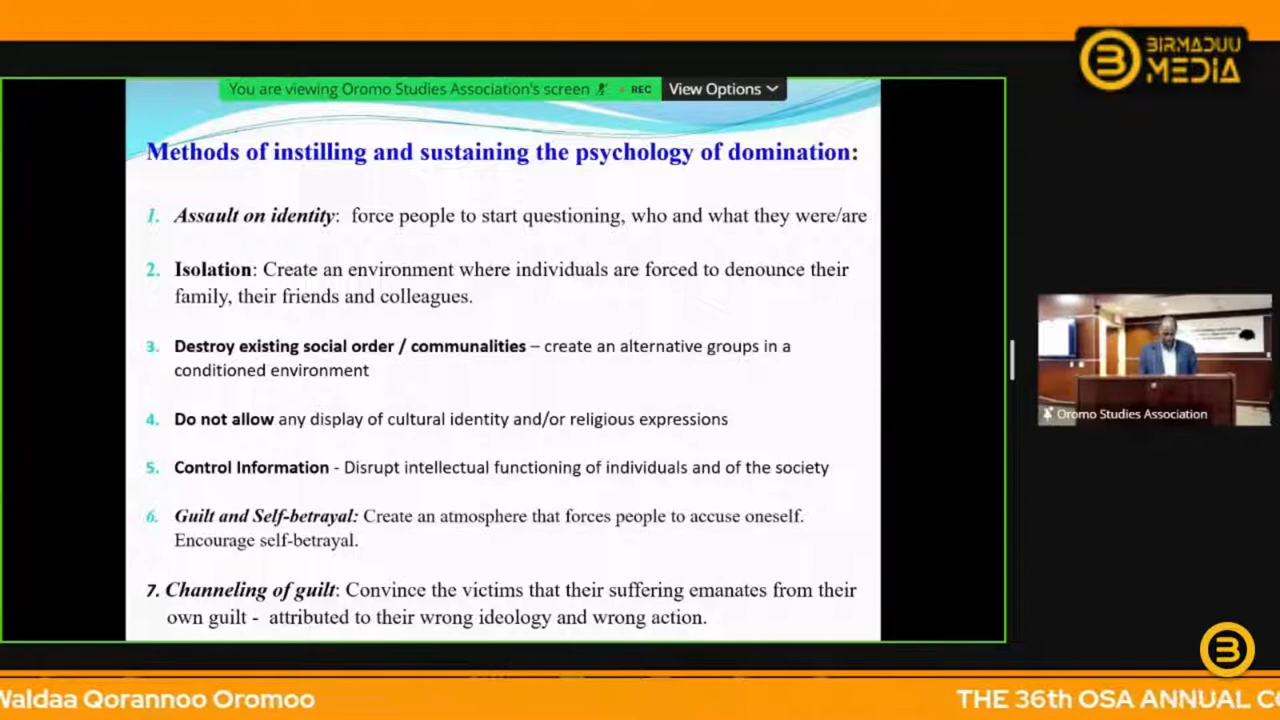 BIRMADUU
MEDIA
You are viewing Oromo Studies Association's screen
REC
View Options
Methods of instilling and sustaining the psychology of domination:
1. Assault on identity: force people to start questioning, who and what they were/are
2. Isolation: Create an environment where individuals are forced to denounce their
family, their friends and colleagues.
3. Destroy existing social order / communalities – create an alternative groups in a
conditioned environment
4. Do not allow any display of cultural identity and/or religious expressions
5. Control Information - Disrupt intellectual functioning of individuals and of the society
6. Guilt and Self-betrayal: Create an atmosphere that forces people to accuse oneself.
Encourage self-betrayal.
7. Channeling of guilt: Convince the victims that their suffering emanates from their
own guilt - attributed to their wrong ideology and wrong action.
Oromo Studies Association
Waldaa Qorannoo Oromoo
THE 36th OSA ANNUAL